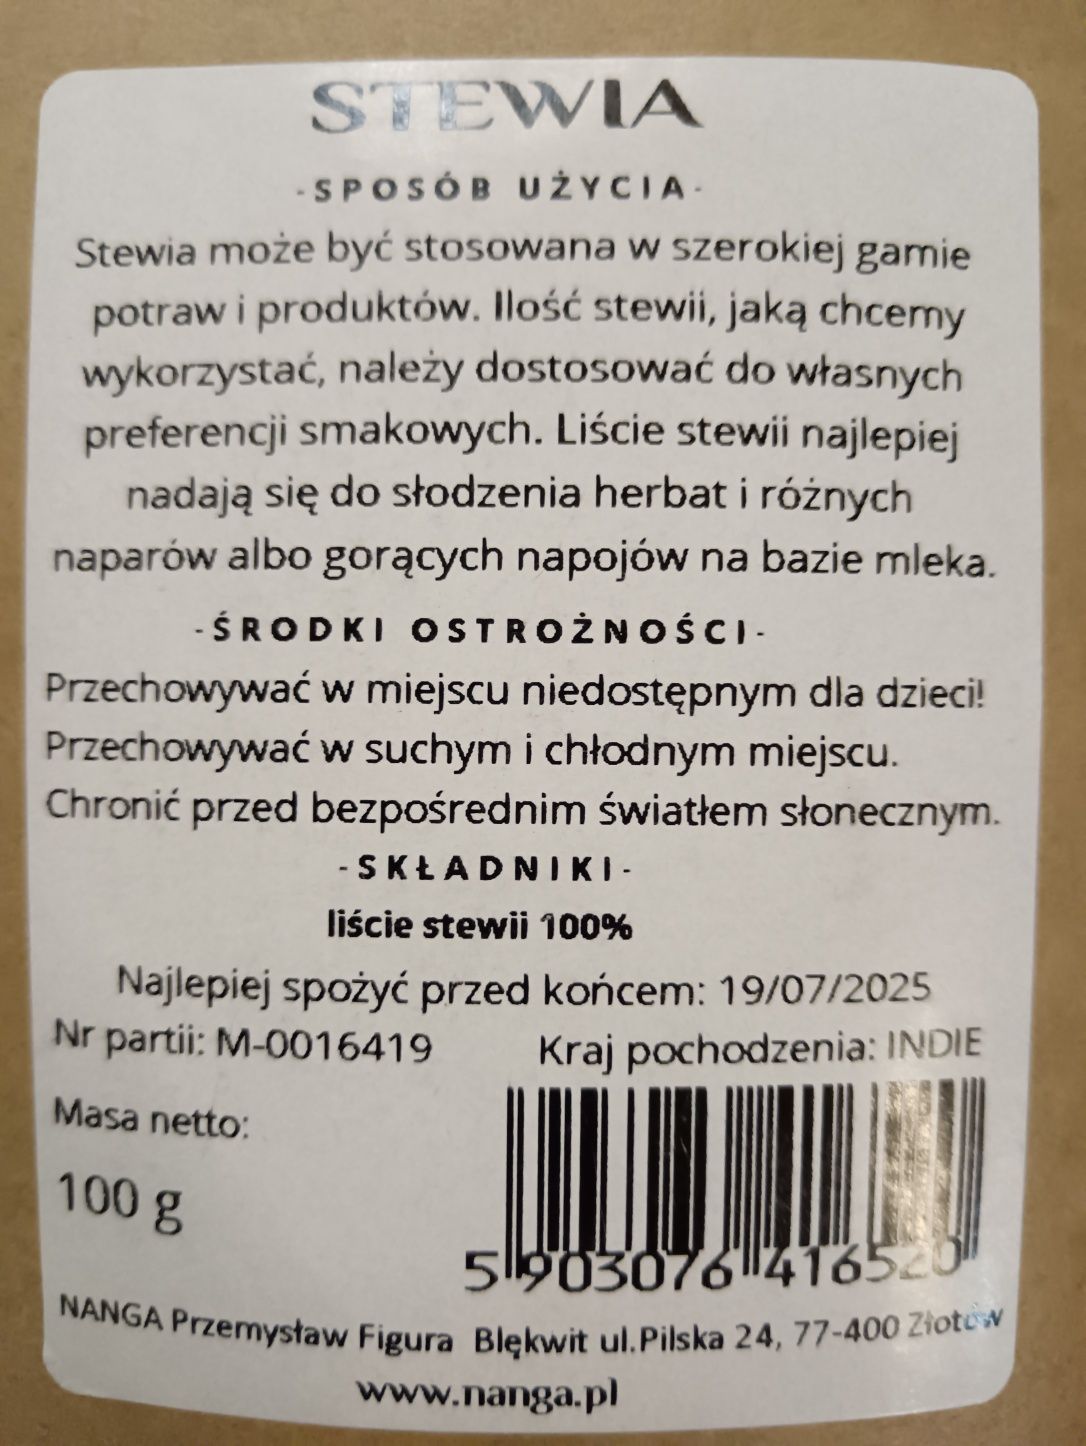 STEWIA
-SPOSÓB UŻYCIA-
Stewia może być stosowana w szerokiej gamie
potraw i produktów. Ilość stewii, jaką chcemy
wykorzystać, należy dostosować do własnych
preferencji smakowych. Liście stewii najlepiej
nadają się do słodzenia herbat i różnych
naparów albo gorących napojów na bazie mleka.
-ŚRODKI OSTROŻNOŚCI-
Przechowywać w miejscu niedostępnym dla dzieci!
Przechowywać w suchym i chłodnym miejscu.
Chronić przed bezpośrednim światłem słonecznym.
-SKŁADNIKI-
liście stewii 100%
Najlepiej spożyć przed końcem: 19/07/2025
Nr partii: M-0016419 Kraj pochodzenia: INDIE
Masa netto:
100 g
5 903076 416520
NANGA Przemysław Figura Blękwit ul.Pilska 24, 77-400 Złotów
www.nanga.pl